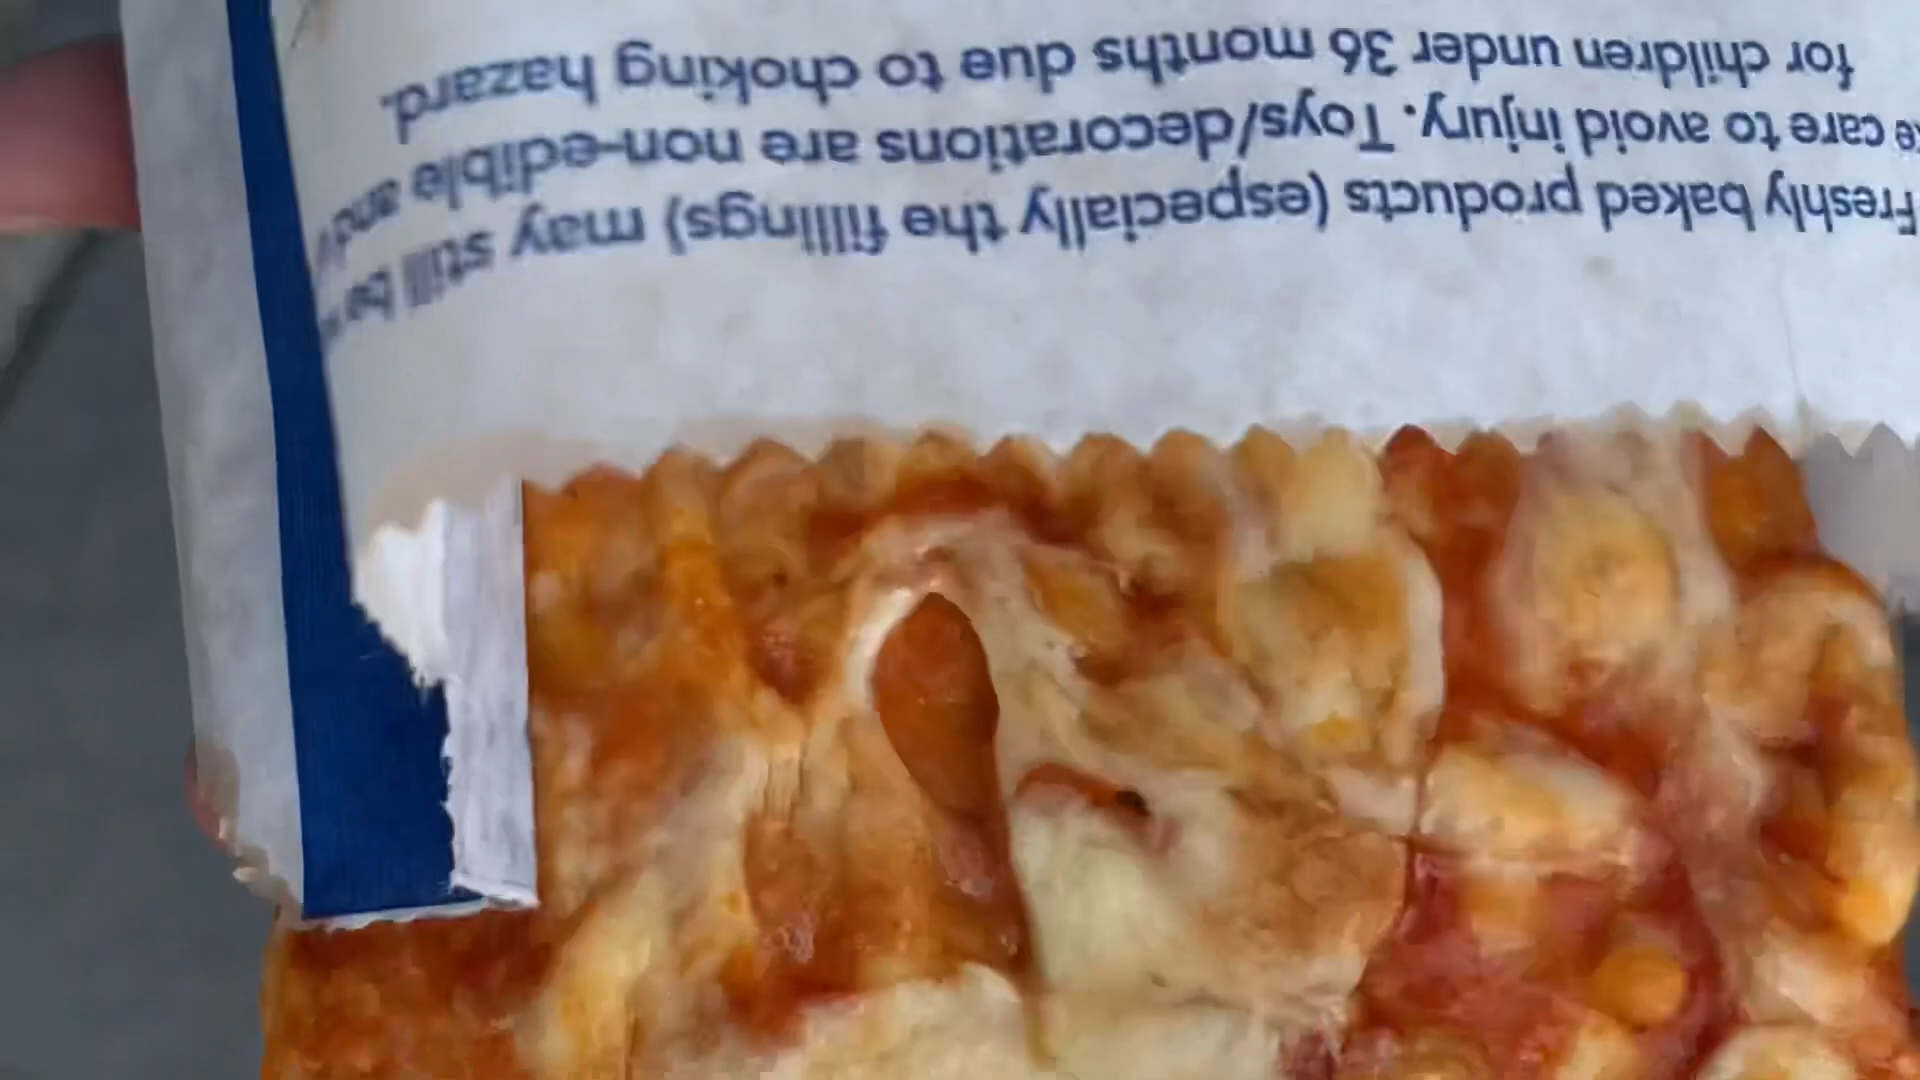 Freshly baked products (especially the fillings) may still be
care to avoid injury. Toys/decorations are non-edible and
for children under 36 months due to choking hazard.